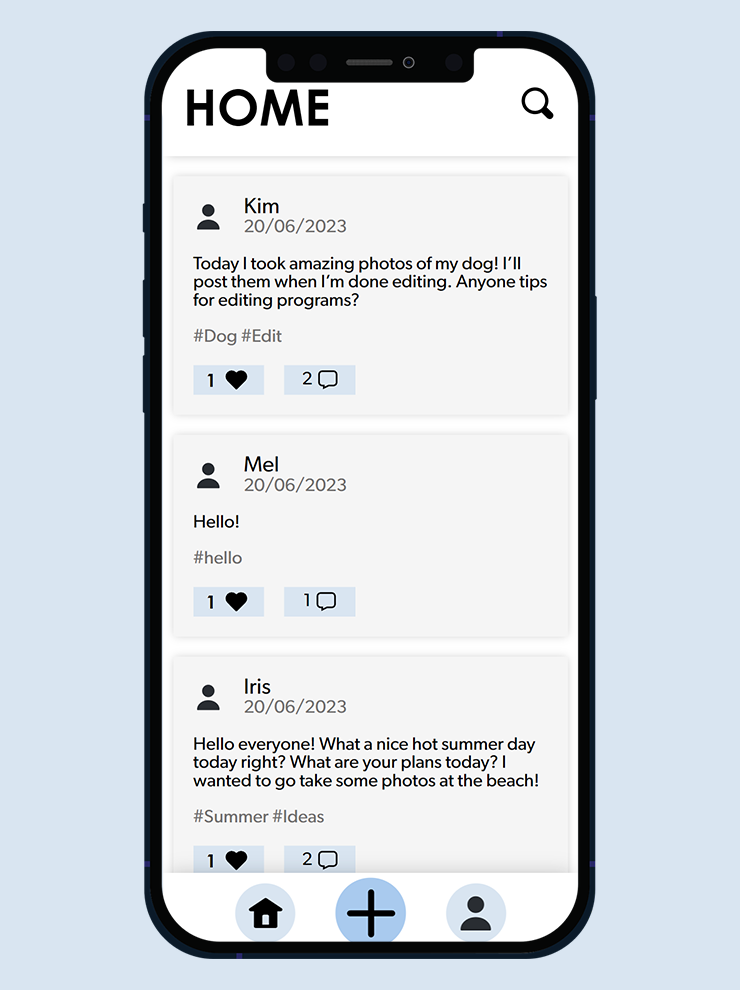 HOME
Kim
20/06/2023
Today I took amazing photos of my dog! I’ll
post them when I’m done editing. Anyone tips
for editing programs?
#Dog #Edit
1
2
Mel
20/06/2023
Hello!
#hello
1
1
Iris
20/06/2023
Hello everyone! What a nice hot summer day
today right? What are your plans today? I
wanted to go take some photos at the beach!
#Summer #Ideas
1
2